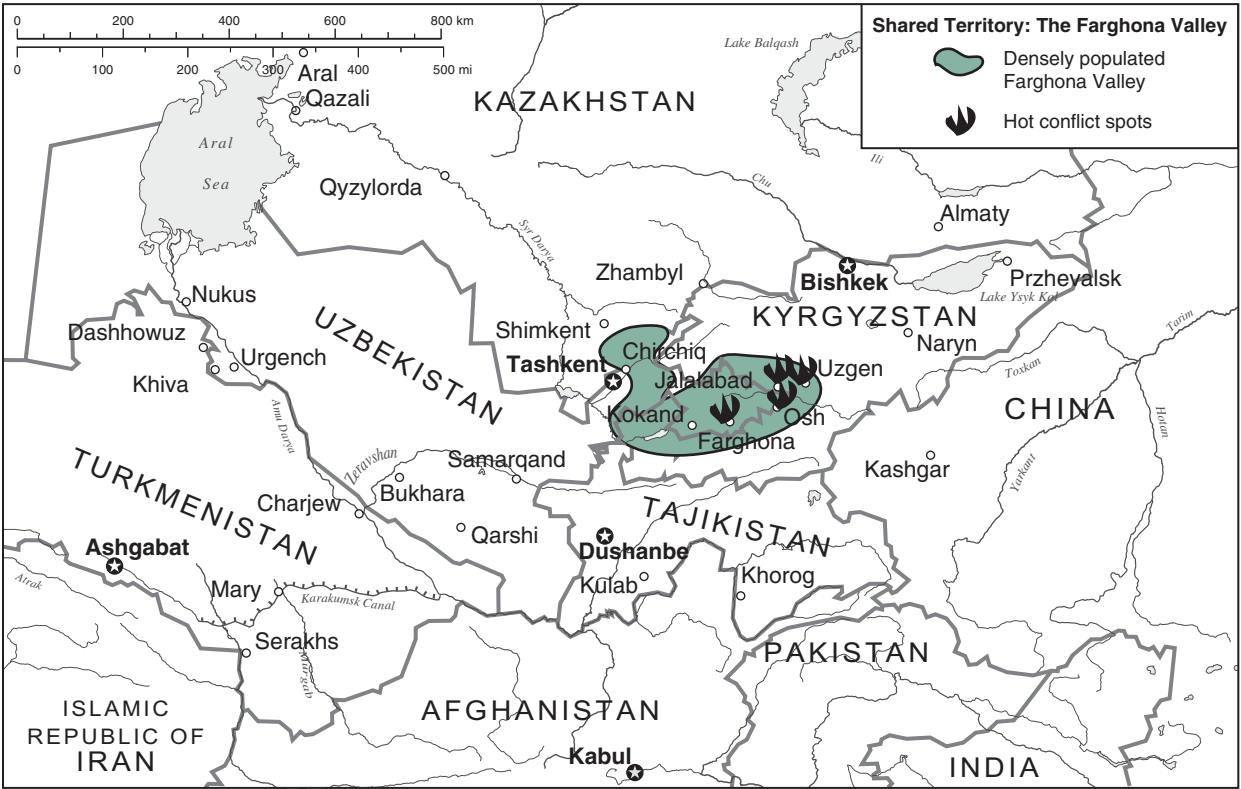 0 200 400 600 800 km
0 100 200 300 400 500 mi
Shared Territory: The Farghona Valley
Densely populated
Farghona Valley
Hot conflict spots
Lake Balqash
Aral
Qazali
KAZAKHSTAN
Aral
Sea
Ili
Qyzylorda
Chu
Almaty
Syr Darya
Zhambyl
Bishkek
Przhevalsk
Lake Ysyk Kol
Nukus
KYRGYZSTAN
Dashhowuz
UZBEKISTAN
Shimkent
Tarim
Urgench
Chirchiq
Naryn
Khiva
Tashkent
Jalalabad
Uzgen
Toxkan
Kokand
Osh
CHINA
Amu Darya
Farghona
Hotan
Zeravshan
Samarqand
Kashgar
Yarkant
TURKMENISTAN
Bukhara
Charjew
Qarshi
TAJIKISTAN
Ashgabat
Dushanbe
Atrak
Mary
Kulab
Khorog
Karakumsk Canal
Serakhs
Murgab
PAKISTAN
ISLAMIC
REPUBLIC OF
IRAN
AFGHANISTAN
Kabul
INDIA